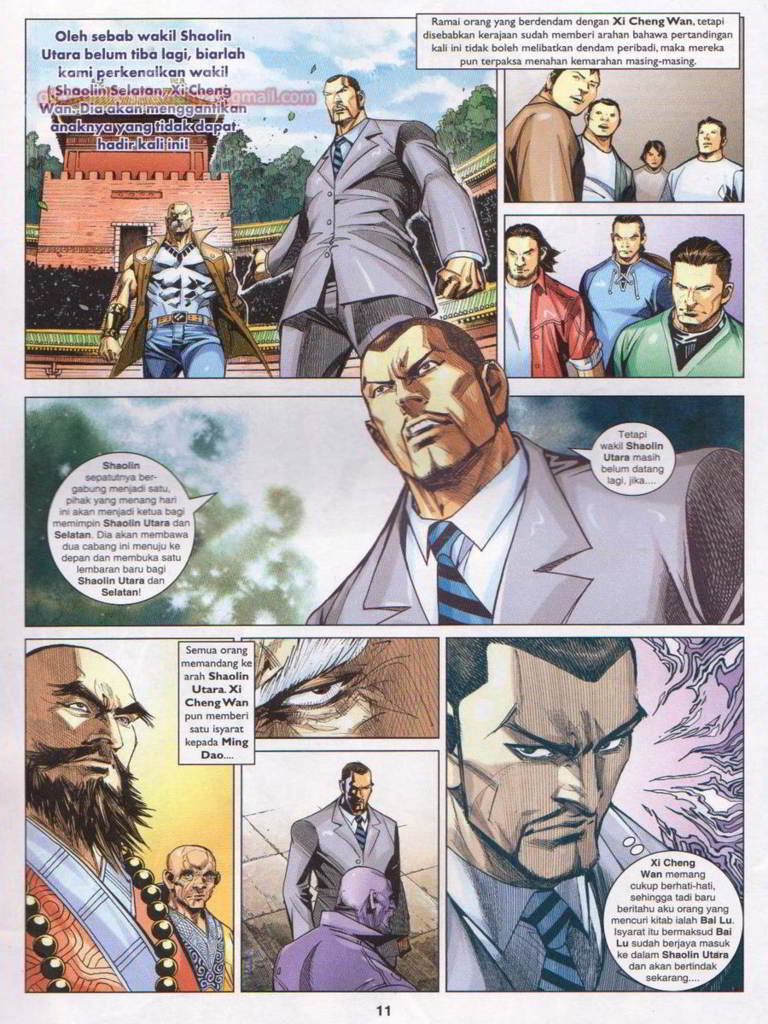 Oleh sebab wakil Shaolin
Utara belum tiba lagi, biarlah
kami perkenalkan wakil
Shaolin Selatan, Xi Cheng
Wan. Dia akan menggantikan
anaknya yang tidak dapat
hadir kali ini!
gmail.com
Ramai orang yang berdendam dengan Xi Cheng Wan, tetapi
disebabkan kerajaan sudah memberi arahan bahawa pertandingan
kali ini tidak boleh melibatkan dendam peribadi, maka mereka
pun terpaksa menahan kemarahan masing-masing.
Shaolin
sepatutnya ber-
gabung menjadi satu,
pihak yang menang hari
ini akan menjadi ketua bagi
memimpin Shaolin Utara dan
Selatan. Dia akan membawa
dua cabang ini menuju ke
depan dan membuka satu
lembaran baru bagi
Shaolin Utara dan
Selatan!
Tetapi
wakil Shaolin
Utara masih
belum datang
lagi, jika....
Semua orang
memandang ke
arah Shaolin
Utara. Xi
Cheng Wan
pun memberi
satu isyarat
kepada Ming
Dao....
Xi Cheng
Wan memang
cukup berhati-hati,
sehingga tadi baru
beritahu aku orang yang
mencuri kitab ialah Bai Lu.
Isyarat itu bermaksud Bai
Lu sudah berjaya masuk
ke dalam Shaolin Utara
dan akan bertindak
sekarang....
11